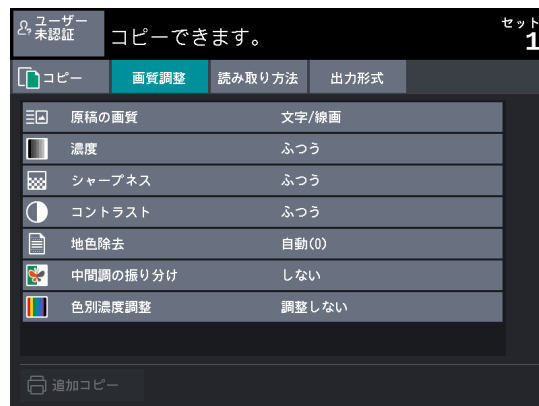 ユーザー
未認証
コピーできます。
セット
1
コピー
画質調整
読み取り方法
出力形式
原稿の画質 文字/線画
濃度 ふつう
シャープネス ふつう
コントラスト ふつう
地色除去 自動(0)
中間調の振り分け しない
色別濃度調整 調整しない
追加コピー